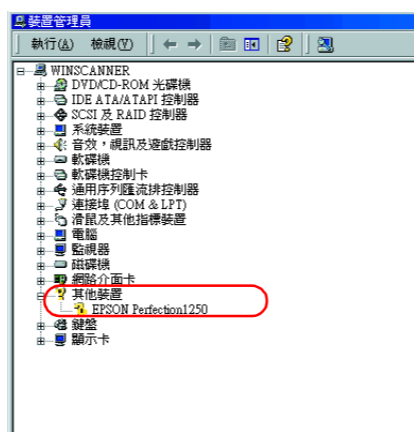 裝置管理員
執行(A) 檢視(V)
WINSCANNER
DVD/CD-ROM 光碟機
IDE ATA/ATAPI 控制器
SCSI 及 RAID 控制器
系統裝置
音效，視訊及遊戲控制器
軟碟機
軟碟機控制卡
通用序列匯流排控制器
連接埠 (COM & LPT)
滑鼠及其他指標裝置
電腦
監視器
磁碟機
網路介面卡
其他裝置
EPSON Perfection1250
鍵盤
顯示卡